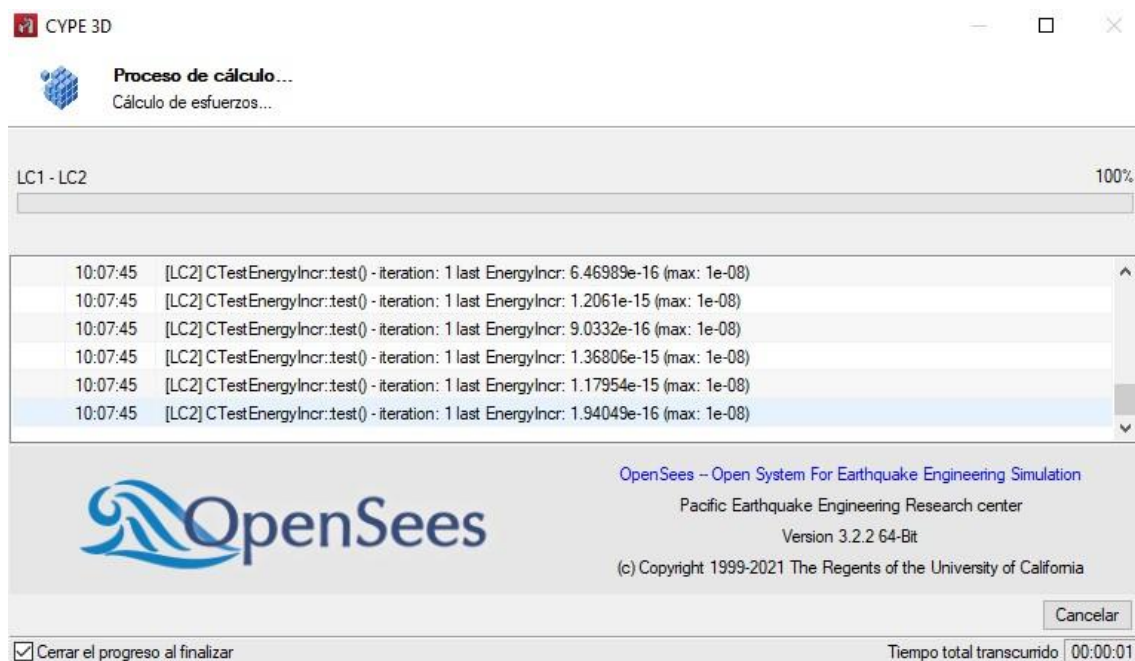 CYPE 3D
Proceso de cálculo...
Cálculo de esfuerzos...
LC1 - LC2 100%
10:07:45 [LC2] CTestEnergyIncr::test() - iteration: 1 last EnergyIncr: 6.46989e-16 (max: 1e-08)
10:07:45 [LC2] CTestEnergyIncr::test() - iteration: 1 last EnergyIncr: 1.2061e-15 (max: 1e-08)
10:07:45 [LC2] CTestEnergyIncr::test() - iteration: 1 last EnergyIncr: 9.0332e-16 (max: 1e-08)
10:07:45 [LC2] CTestEnergyIncr::test() - iteration: 1 last EnergyIncr: 1.36806e-15 (max: 1e-08)
10:07:45 [LC2] CTestEnergyIncr::test() - iteration: 1 last EnergyIncr: 1.17954e-15 (max: 1e-08)
10:07:45 [LC2] CTestEnergyIncr::test() - iteration: 1 last EnergyIncr: 1.94049e-16 (max: 1e-08)
OpenSees
OpenSees -- Open System For Earthquake Engineering Simulation
Pacific Earthquake Engineering Research center
Version 3.2.2 64-Bit
(c) Copyright 1999-2021 The Regents of the University of California
Cancelar
Cerrar el progreso al finalizar Tiempo total transcurrido 00:00:01